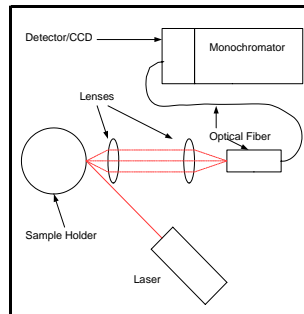 Detector/CCD
Monochromator
Lenses
Optical Fiber
Sample Holder
Laser